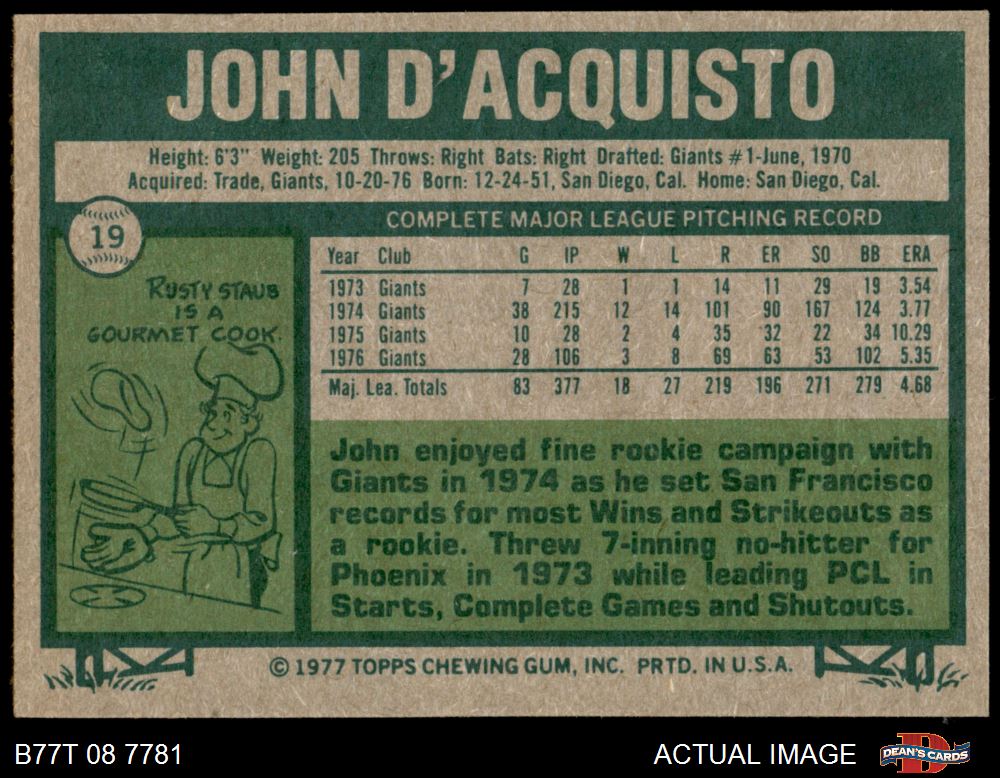 JOHN D'ACQUISTO
Height: 6'3" Weight: 205 Throws: Right Bats: Right Drafted: Giants #1-June, 1970
Acquired: Trade, Giants, 10-20-76 Born: 12-24-51, San Diego, Cal. Home: San Diego, Cal.
19
COMPLETE MAJOR LEAGUE PITCHING RECORD
Year Club G IP W L R ER SO BB ERA
1973 Giants 7 28 1 1 14 11 29 19 3.54
1974 Giants 38 215 12 14 101 90 167 124 3.77
1975 Giants 10 28 2 4 35 32 22 34 10.29
1976 Giants 28 106 3 8 69 63 53 102 5.35
Maj. Lea. Totals 83 377 18 27 219 196 271 279 4.68
RUSTY STAUB
IS A
GOURMET COOK.
John enjoyed fine rookie campaign with
Giants in 1974 as he set San Francisco
records for most Wins and Strikeouts as
a rookie. Threw 7-inning no-hitter for
Phoenix in 1973 while leading PCL in
Starts, Complete Games and Shutouts.
© 1977 TOPPS CHEWING GUM, INC. PRTD. IN U.S.A.
B77T 08 7781
ACTUAL IMAGE
DEAN'S CARDS